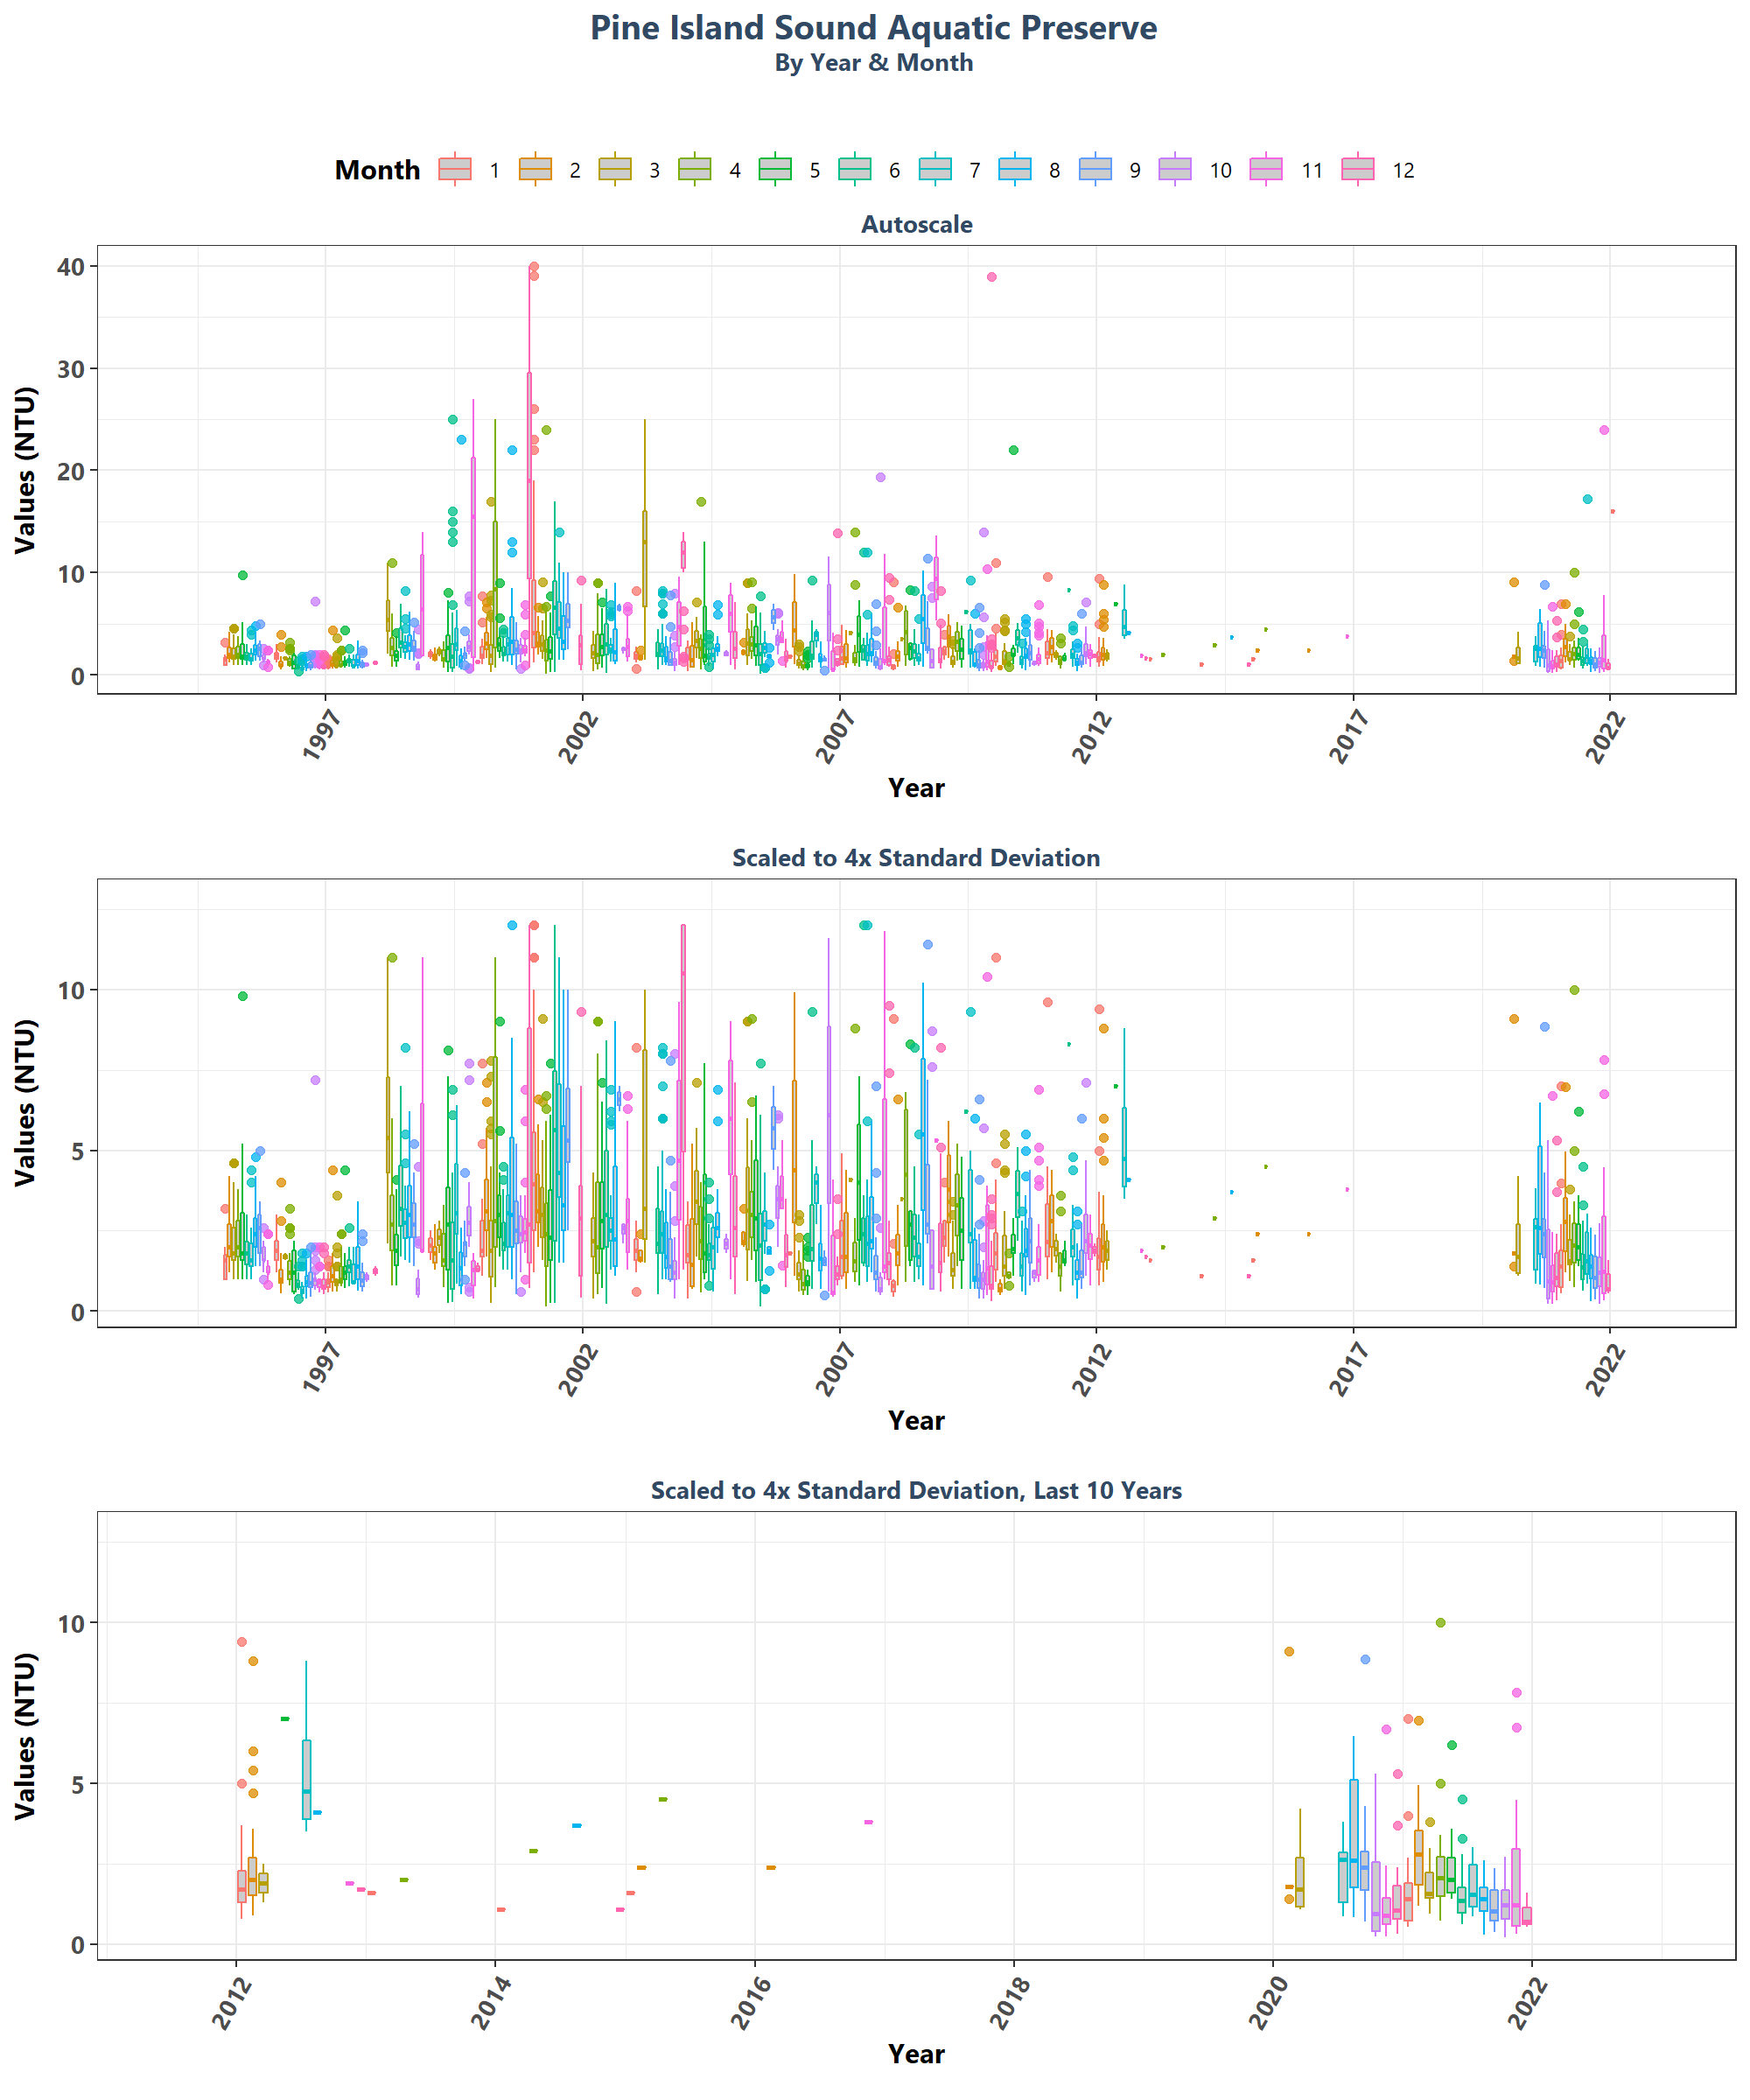 Pine Island Sound Aquatic Preserve
By Year & Month
Month 1 2 3 4 5 6 7 8 9 10 11 12
Autoscale
Values (NTU)
40
30
20
10
0
1997 2002 2007 2012 2017 2022
Year
Scaled to 4x Standard Deviation
Values (NTU)
10
5
0
1997 2002 2007 2012 2017 2022
Year
Scaled to 4x Standard Deviation, Last 10 Years
Values (NTU)
10
5
0
2012 2014 2016 2018 2020 2022
Year